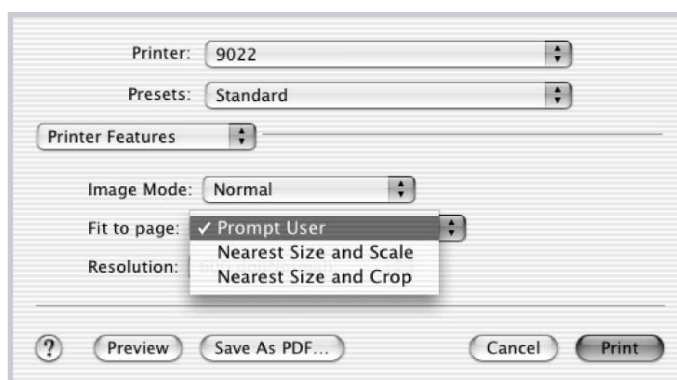 Printer: 9022
Presets: Standard
Printer Features
Image Mode: Normal
Fit to page: ✓ Prompt User
Nearest Size and Scale
Resolution:
Nearest Size and Crop
? Preview Save As PDF... Cancel Print